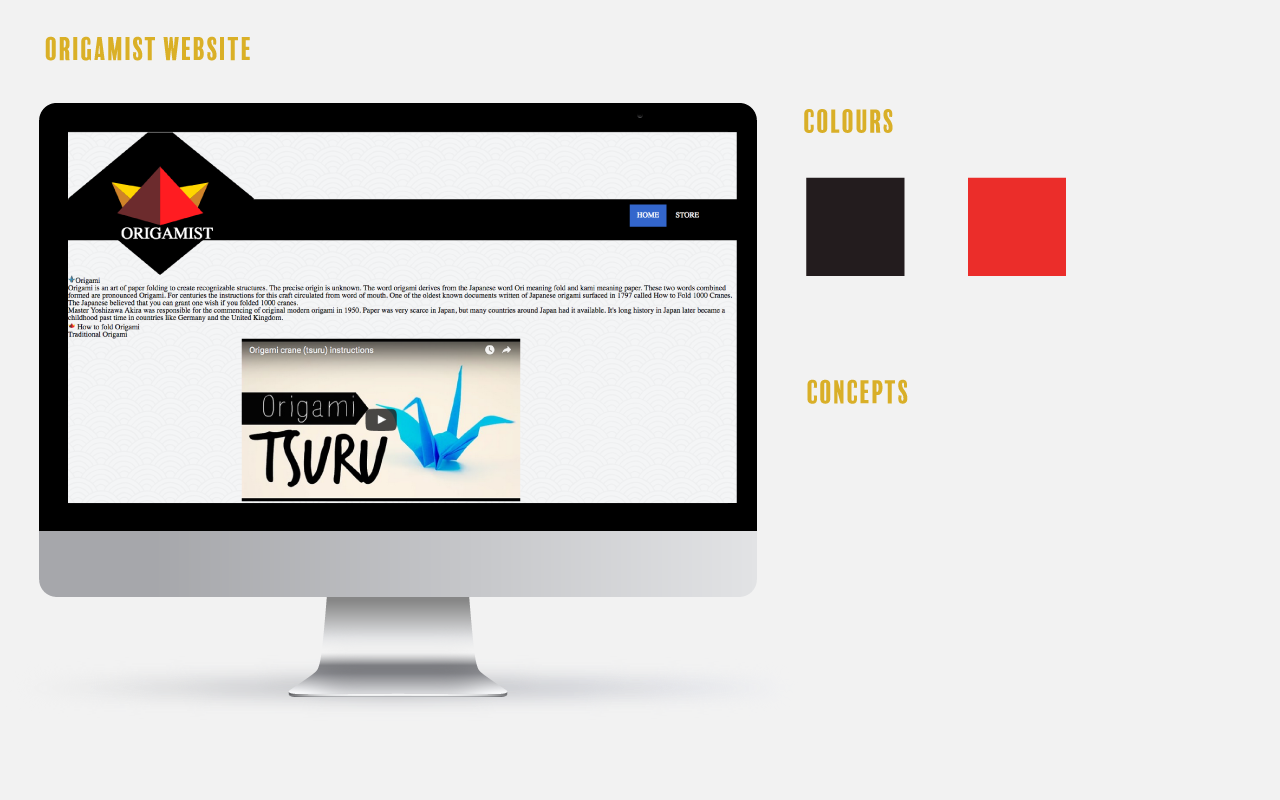 ORIGAMIST WEBSITE
COLOURS
HOME STORE
ORIGAMIST
Origami
Origami is an art of paper folding to create recognizable structures. The precise origin is unknown. The word origami derives from the Japanese word Ori meaning fold and kami meaning paper. These two words combined
formed are pronounced Origami. For centuries the instructions for this craft circulated from word of mouth. One of the oldest known documents written of Japanese origami surfaced in 1797 called How to Fold 1000 Cranes.
The Japanese believed that you can grant one wish if you folded 1000 cranes.
Master Yoshizawa Akira was responsible for the commencing of original modern origami in 1950. Paper was very scarce in Japan, but many countries around Japan had it available. It's long history in Japan later became a
childhood past time in countries like Germany and the United Kingdom.
How to fold Origami
Traditional Origami
Origami crane (tsuru) instructions
Origami
TSURU
CONCEPTS